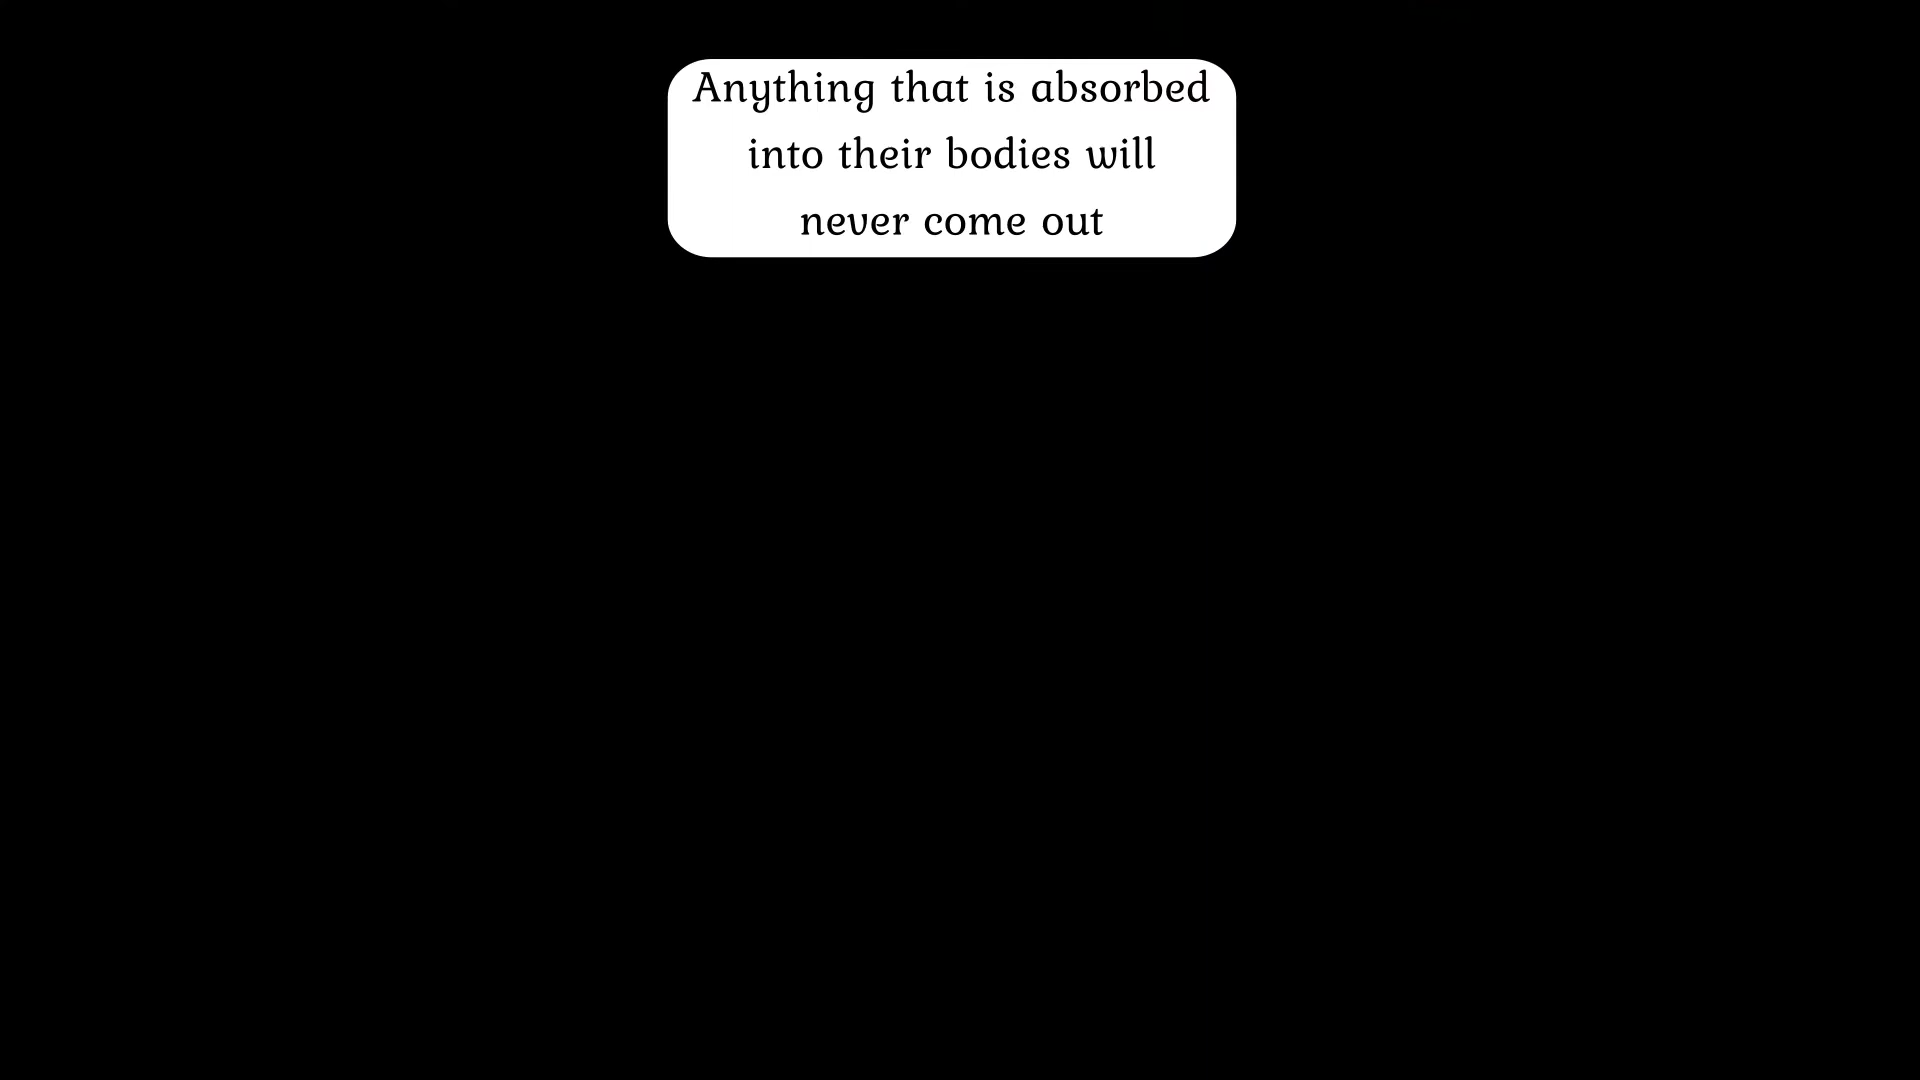 Anything that is absorbed
into their bodies will
never come out